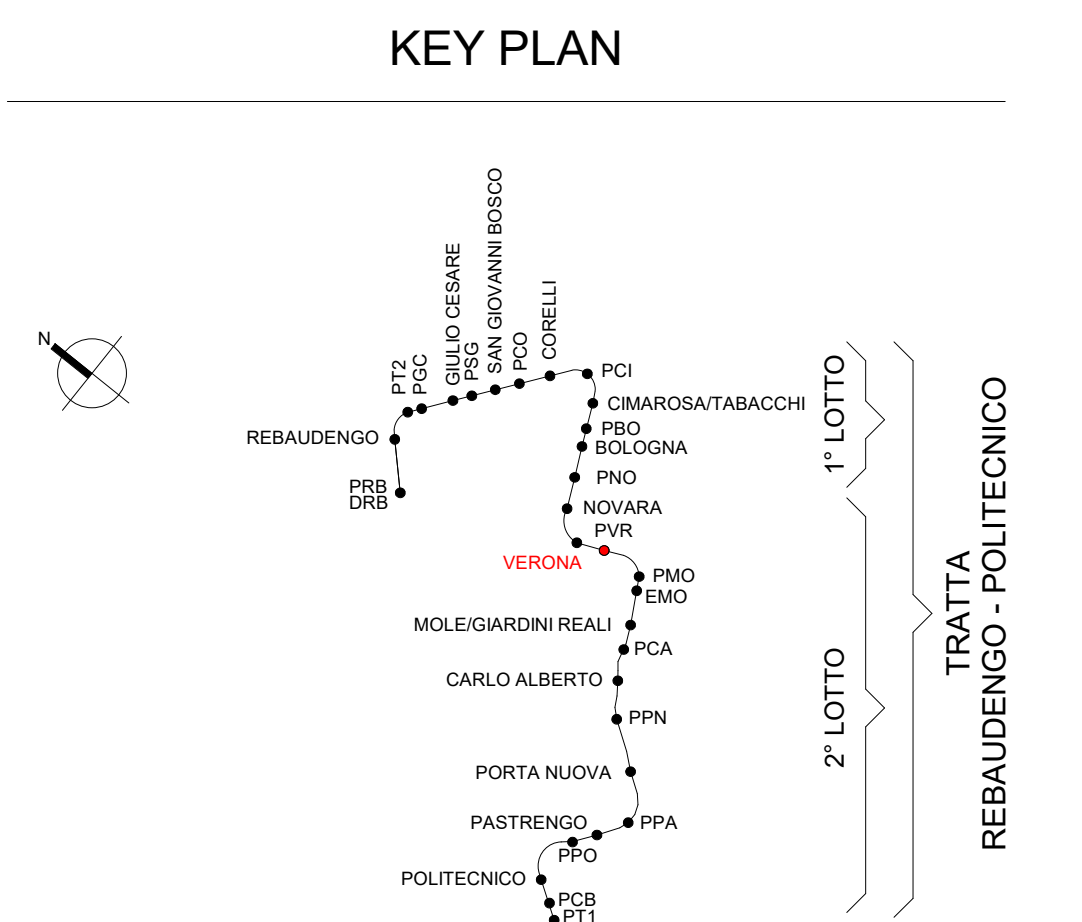 KEY PLAN
N
PT2
PGC
GIULIO CESARE
PSG
SAN GIOVANNI BOSCO
PCO
CORELLI
PCI
CIMAROSA/TABACCHI
REBAUDENGO
PBO
BOLOGNA
PRB
DRB
PNO
NOVARA
PVR
VERONA
PMO
EMO
MOLE/GIARDINI REALI
PCA
CARLO ALBERTO
PPN
PORTA NUOVA
PASTRENGO
PPA
PPO
POLITECNICO
PCB
PT1
1° LOTTO
2° LOTTO
TRATTA
REBAUDENGO - POLITECNICO